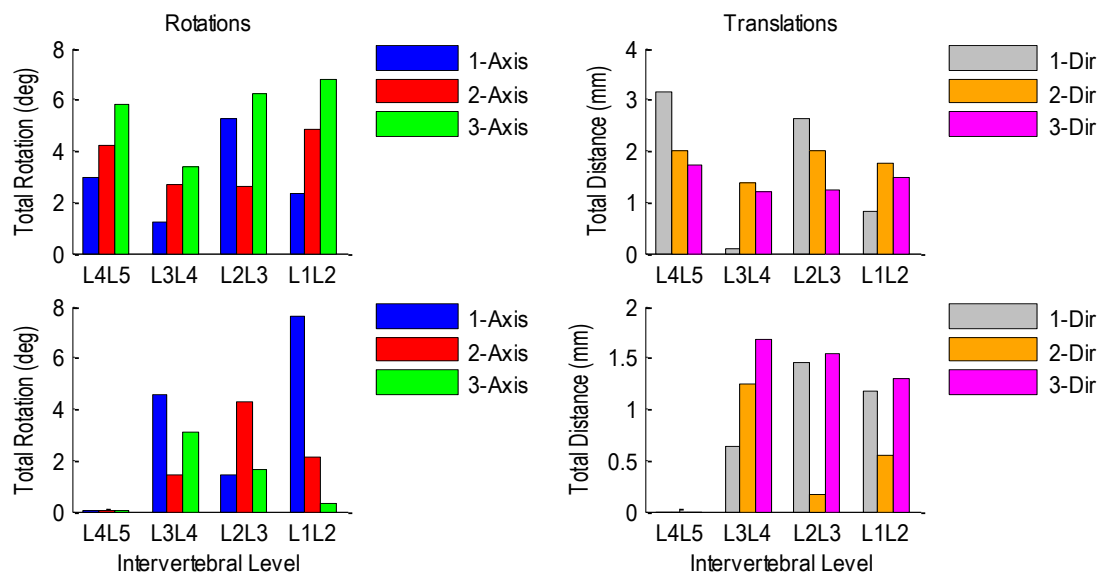 Rotations
Total Rotation (deg)
8
6
4
2
0
L4L5 L3L4 L2L3 L1L2
1-Axis
2-Axis
3-Axis
Translations
Total Distance (mm)
4
3
2
1
0
L4L5 L3L4 L2L3 L1L2
1-Dir
2-Dir
3-Dir
Total Rotation (deg)
8
6
4
2
0
L4L5 L3L4 L2L3 L1L2
Intervertebral Level
1-Axis
2-Axis
3-Axis
Total Distance (mm)
2
1.5
1
0.5
0
L4L5 L3L4 L2L3 L1L2
Intervertebral Level
1-Dir
2-Dir
3-Dir